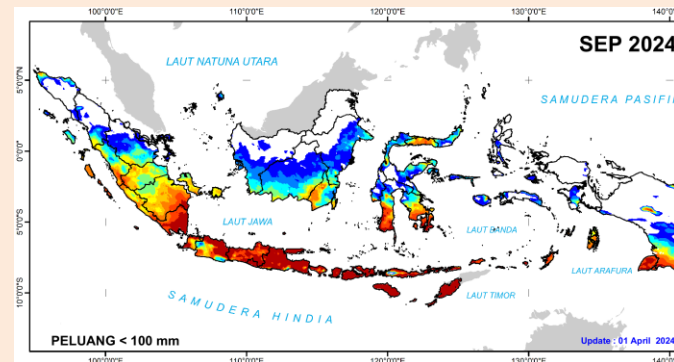 100°0'0"E 110°0'0"E 120°0'0"E 130°0'0"E 140°
SEP 2024
LAUT NATUNA UTARA
5°0'0"N
SAMUDERA PASIFI
0°0'0"
LAUT JAWA
LAUT BANDA
5°0'0"S
LAUT ARAFURA
10°0'0"S
SAMUDERA HINDIA
LAUT TIMOR
PELUANG < 100 mm
Update : 01 April 2024
100°0'0"E 110°0'0"E 120°0'0"E 130°0'0"E 140°